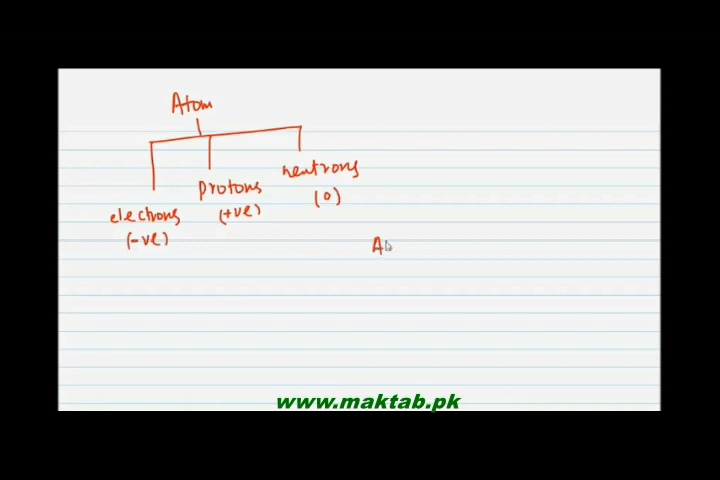 Atom
electrons
(-ve)
protons
(+ve)
neutrons
(0)
A
www.maktab.pk